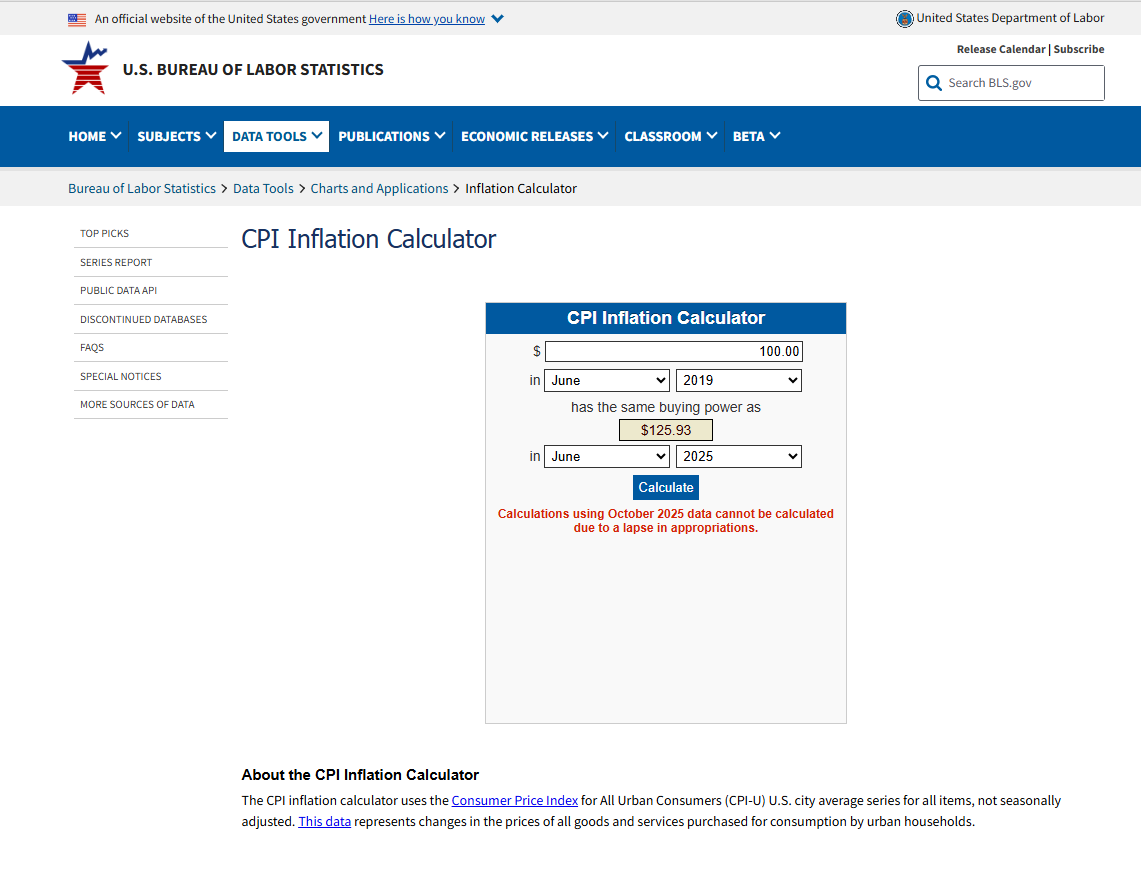 An official website of the United States government Here is how you know
United States Department of Labor
Release Calendar | Subscribe
U.S. BUREAU OF LABOR STATISTICS
Search BLS.gov
HOME SUBJECTS DATA TOOLS PUBLICATIONS ECONOMIC RELEASES CLASSROOM BETA
Bureau of Labor Statistics > Data Tools > Charts and Applications > Inflation Calculator
TOP PICKS
SERIES REPORT
PUBLIC DATA API
DISCONTINUED DATABASES
FAQS
SPECIAL NOTICES
MORE SOURCES OF DATA
CPI Inflation Calculator
CPI Inflation Calculator
$ 100.00
in June 2019
has the same buying power as
$125.93
in June 2025
Calculate
Calculations using October 2025 data cannot be calculated
due to a lapse in appropriations.
About the CPI Inflation Calculator
The CPI inflation calculator uses the Consumer Price Index for All Urban Consumers (CPI-U) U.S. city average series for all items, not seasonally
adjusted. This data represents changes in the prices of all goods and services purchased for consumption by urban households.